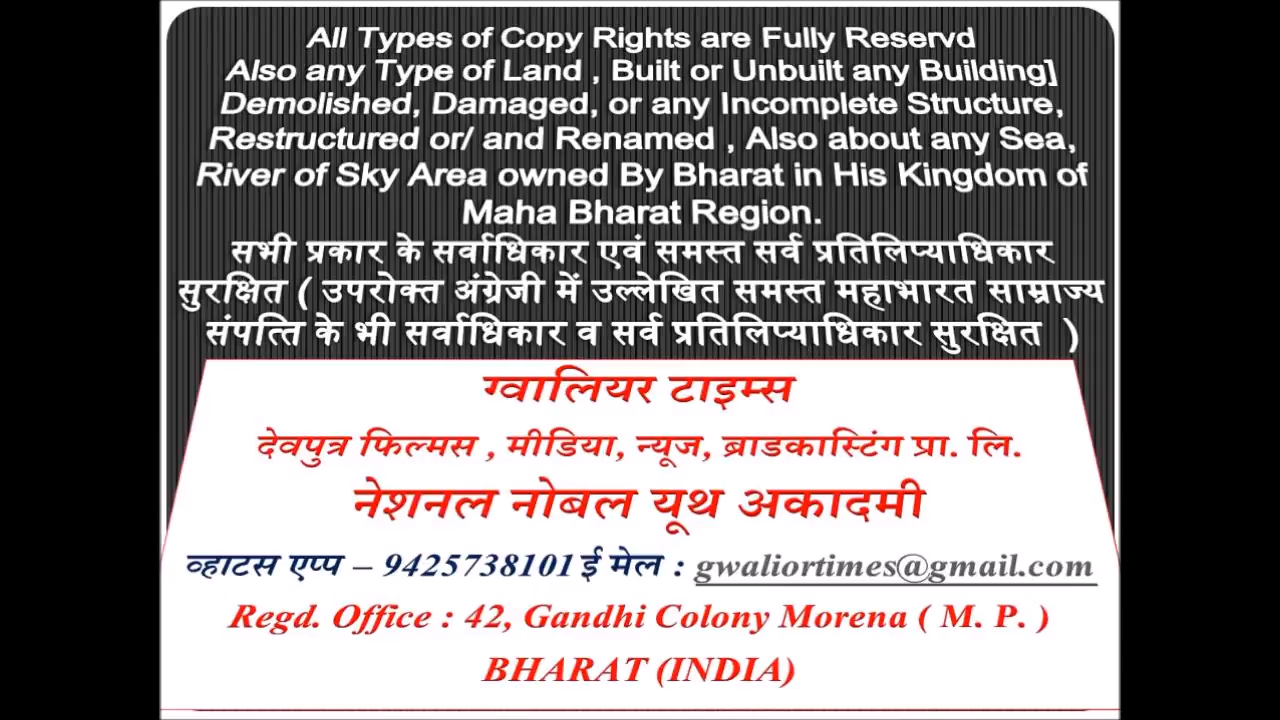 All Types of Copy Rights are Fully Reservd
Also any Type of Land , Built or Unbuilt any Building]
Demolished, Damaged, or any Incomplete Structure,
Restructured or/ and Renamed , Also about any Sea,
River of Sky Area owned By Bharat in His Kingdom of
Maha Bharat Region.
सभी प्रकार के सर्वाधिकार एवं समस्त सर्व प्रतिलिप्याधिकार
सुरक्षित ( उपरोक्त अंग्रेजी में उल्लेखित समस्त महाभारत साम्राज्य
संपत्ति के भी सर्वाधिकार व सर्व प्रतिलिप्याधिकार सुरक्षित )
ग्वालियर टाइम्स
देवपुत्र फिल्मस , मीडिया, न्यूज, ब्राडकास्टिंग प्रा. लि.
नेशनल नोबल यूथ अकादमी
व्हाटस एप्प – 9425738101 ई मेल : gwaliortimes@gmail.com
Regd. Office : 42, Gandhi Colony Morena ( M. P. )
BHARAT (INDIA)